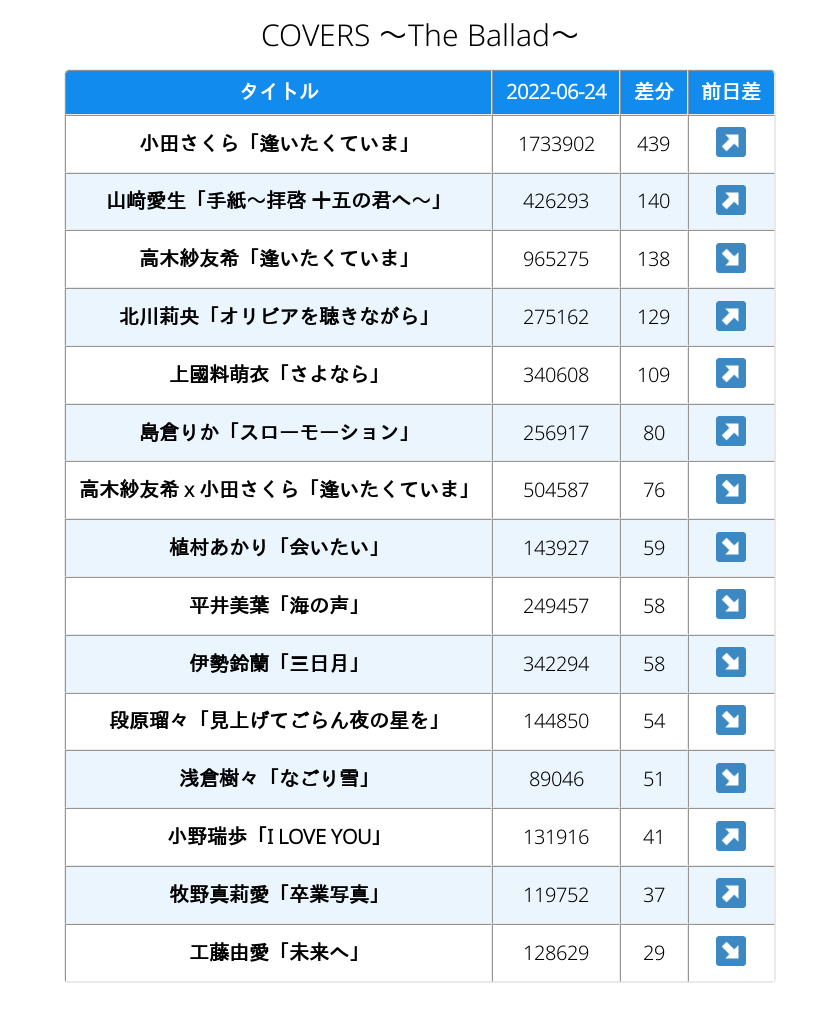 COVERS ～The Ballad～
タイトル 2022-06-24 差分 前日差
小田さくら「逢いたくていま」 1733902 439 ↗
山﨑愛生「手紙～拝啓 十五の君へ～」 426293 140 ↗
高木紗友希「逢いたくていま」 965275 138 ↘
北川莉央「オリビアを聴きながら」 275162 129 ↗
上國料萌衣「さよなら」 340608 109 ↗
島倉りか「スローモーション」 256917 80 ↗
高木紗友希 x 小田さくら「逢いたくていま」 504587 76 ↘
植村あかり「会いたい」 143927 59 ↘
平井美葉「海の声」 249457 58 ↘
伊勢鈴蘭「三日月」 342294 58 ↘
段原瑠々「見上げてごらん夜の星を」 144850 54 ↘
浅倉樹々「なごり雪」 89046 51 ↘
小野瑞歩「I LOVE YOU」 131916 41 ↗
牧野真莉愛「卒業写真」 119752 37 ↗
工藤由愛「未来へ」 128629 29 ↘